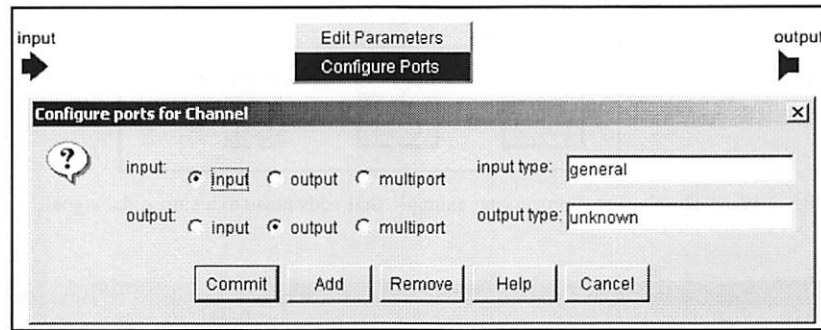 input
Edit Parameters
output
Configure Ports
Configure ports for Channel
input: input output multiport input type: general
output: input output multiport output type: unknown
Commit Add Remove Help Cancel